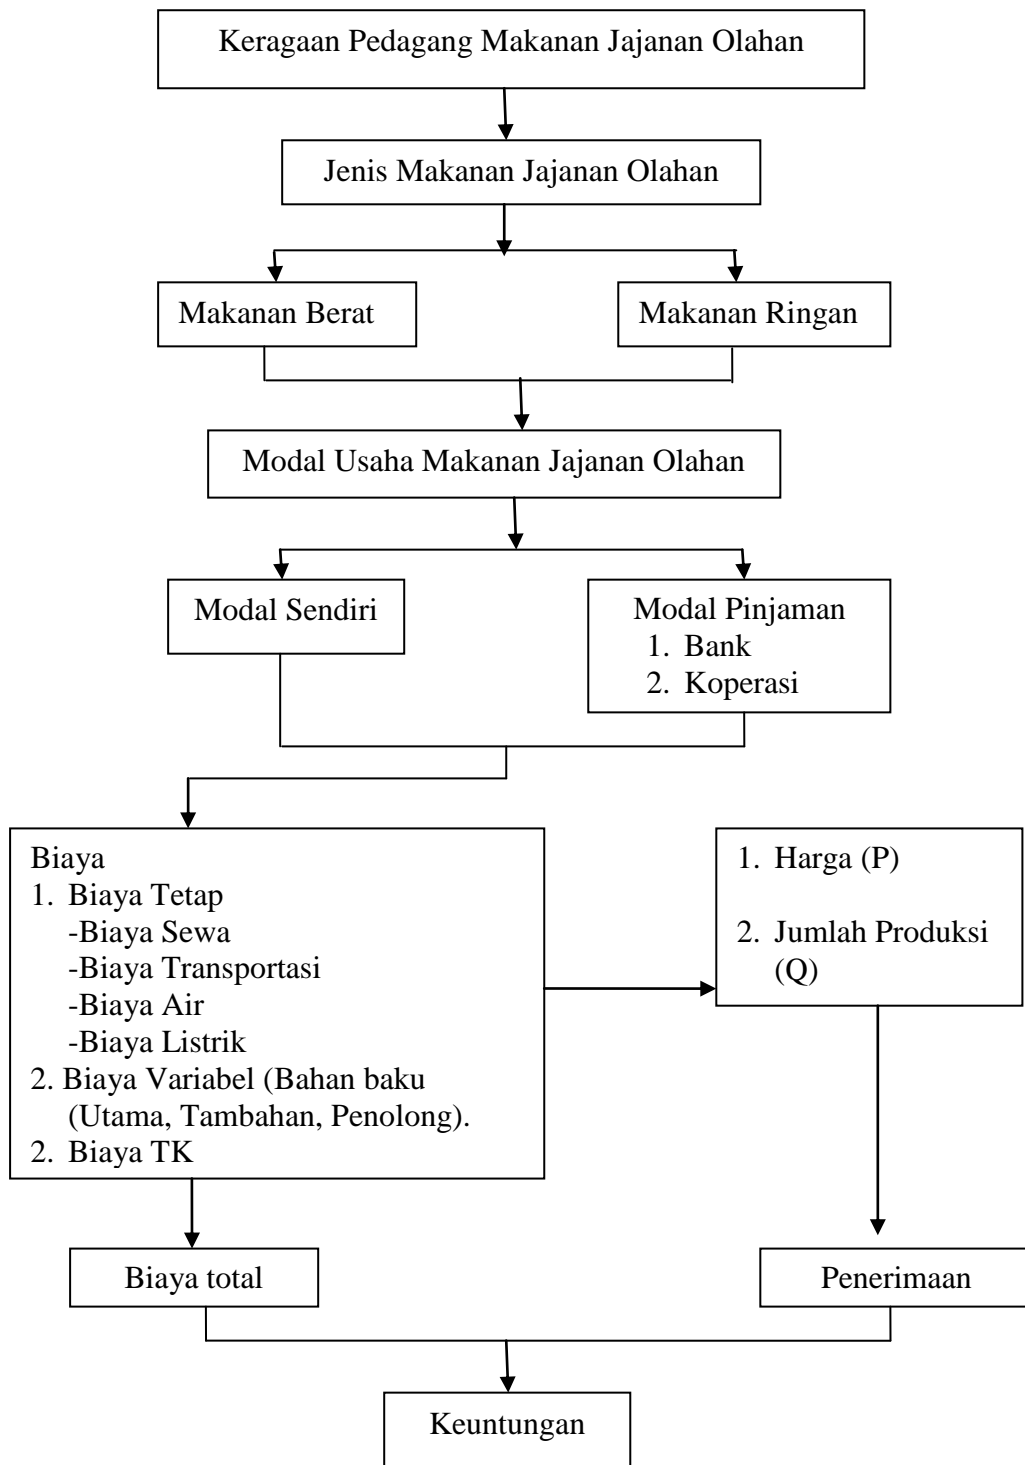 Keragaan Pedagang Makanan Jajanan Olahan
Jenis Makanan Jajanan Olahan
Makanan Berat
Makanan Ringan
Modal Usaha Makanan Jajanan Olahan
Modal Sendiri
Modal Pinjaman
1. Bank
2. Koperasi
Biaya
1. Biaya Tetap
-Biaya Sewa
-Biaya Transportasi
-Biaya Air
-Biaya Listrik
2. Biaya Variabel (Bahan baku
(Utama, Tambahan, Penolong).
2. Biaya TK
1. Harga (P)
2. Jumlah Produksi
(Q)
Biaya total
Penerimaan
Keuntungan